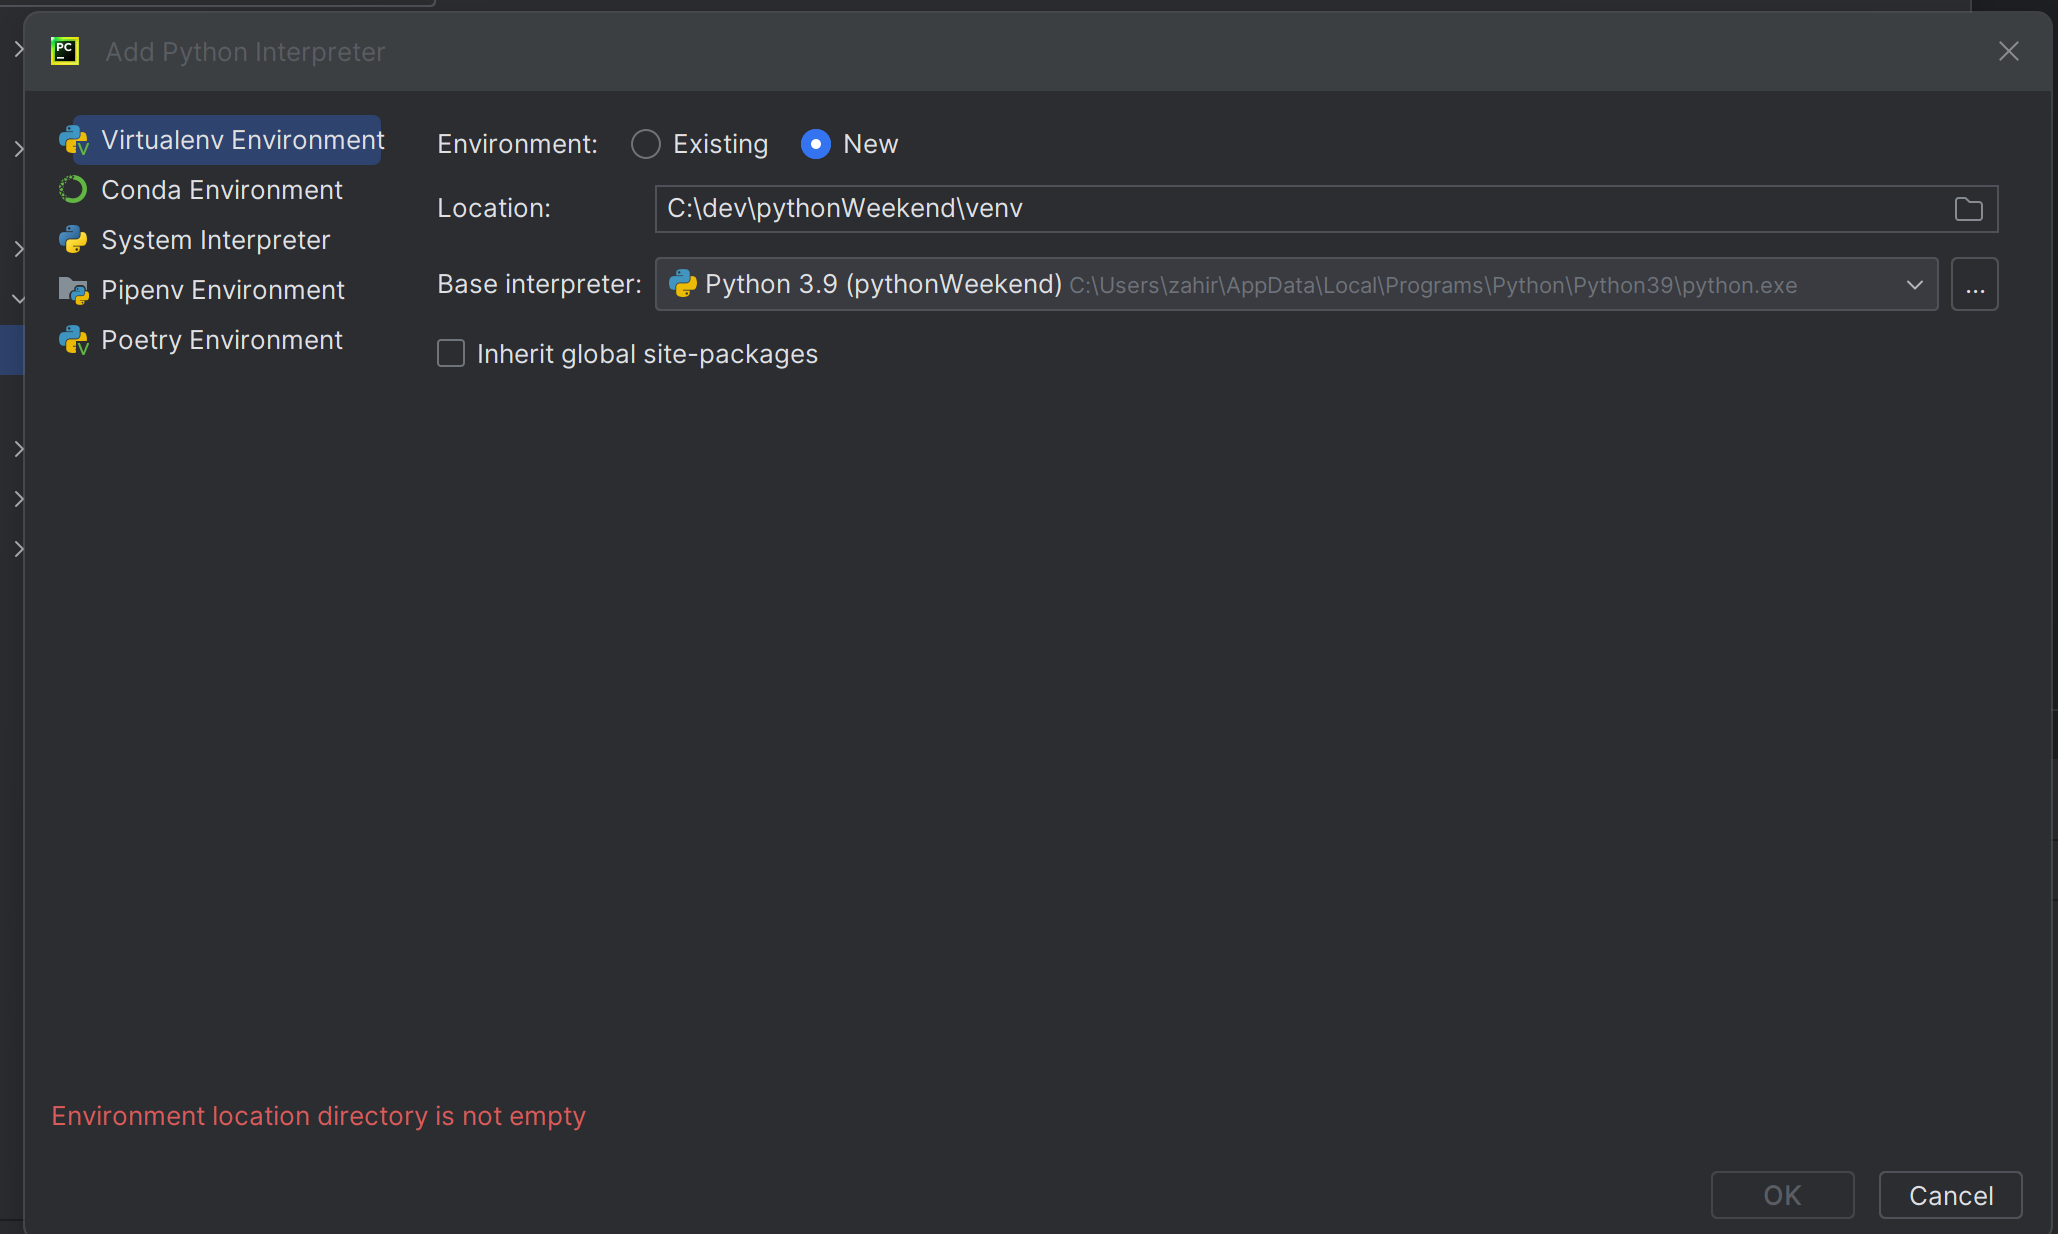 PC Add Python Interpreter
Virtualenv Environment
Conda Environment
System Interpreter
Pipenv Environment
Poetry Environment
Environment: Existing New
Location: C:\dev\pythonWeekend\venv
Base interpreter: Python 3.9 (pythonWeekend) C:\Users\zahir\AppData\Local\Programs\Python\Python39\python.exe ...
Inherit global site-packages
Environment location directory is not empty
OK Cancel